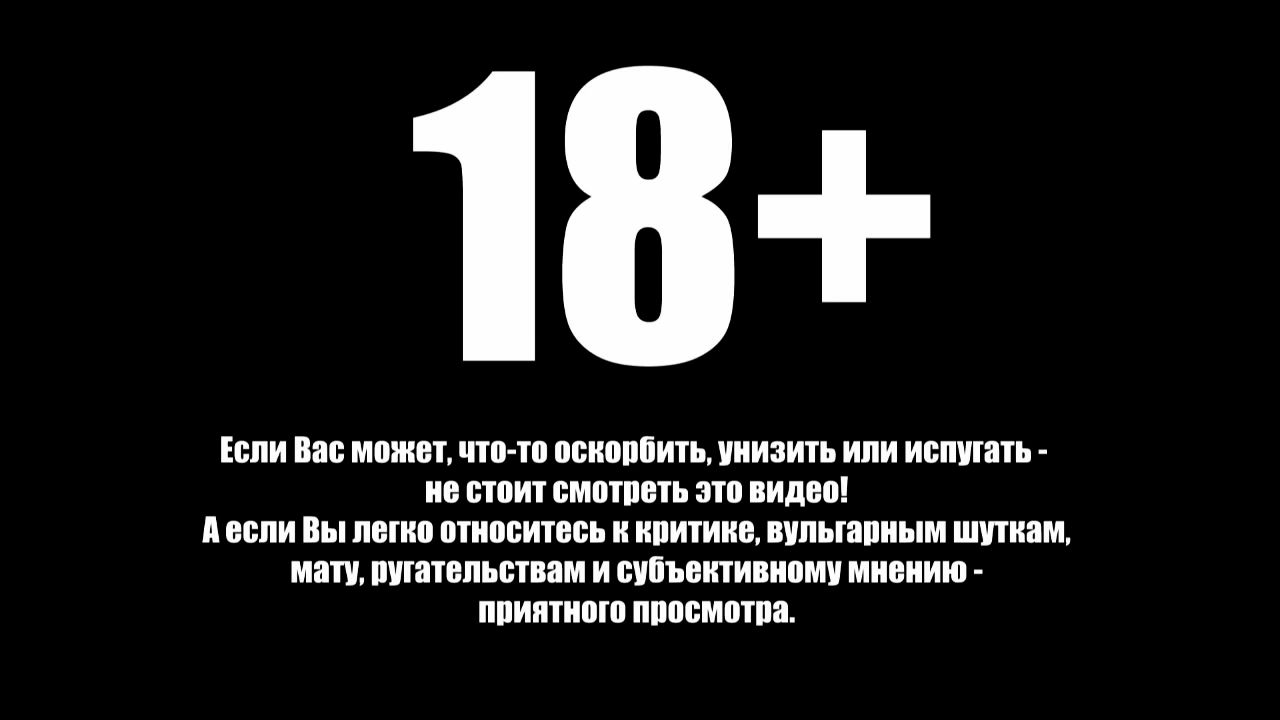 18+
Если Вас может, что-то оскорбить, унизить или испугать -
не стоит смотреть это видео!
А если Вы легко относитесь к критике, вульгарным шуткам,
мату, ругательствам и субъективному мнению -
приятного просмотра.